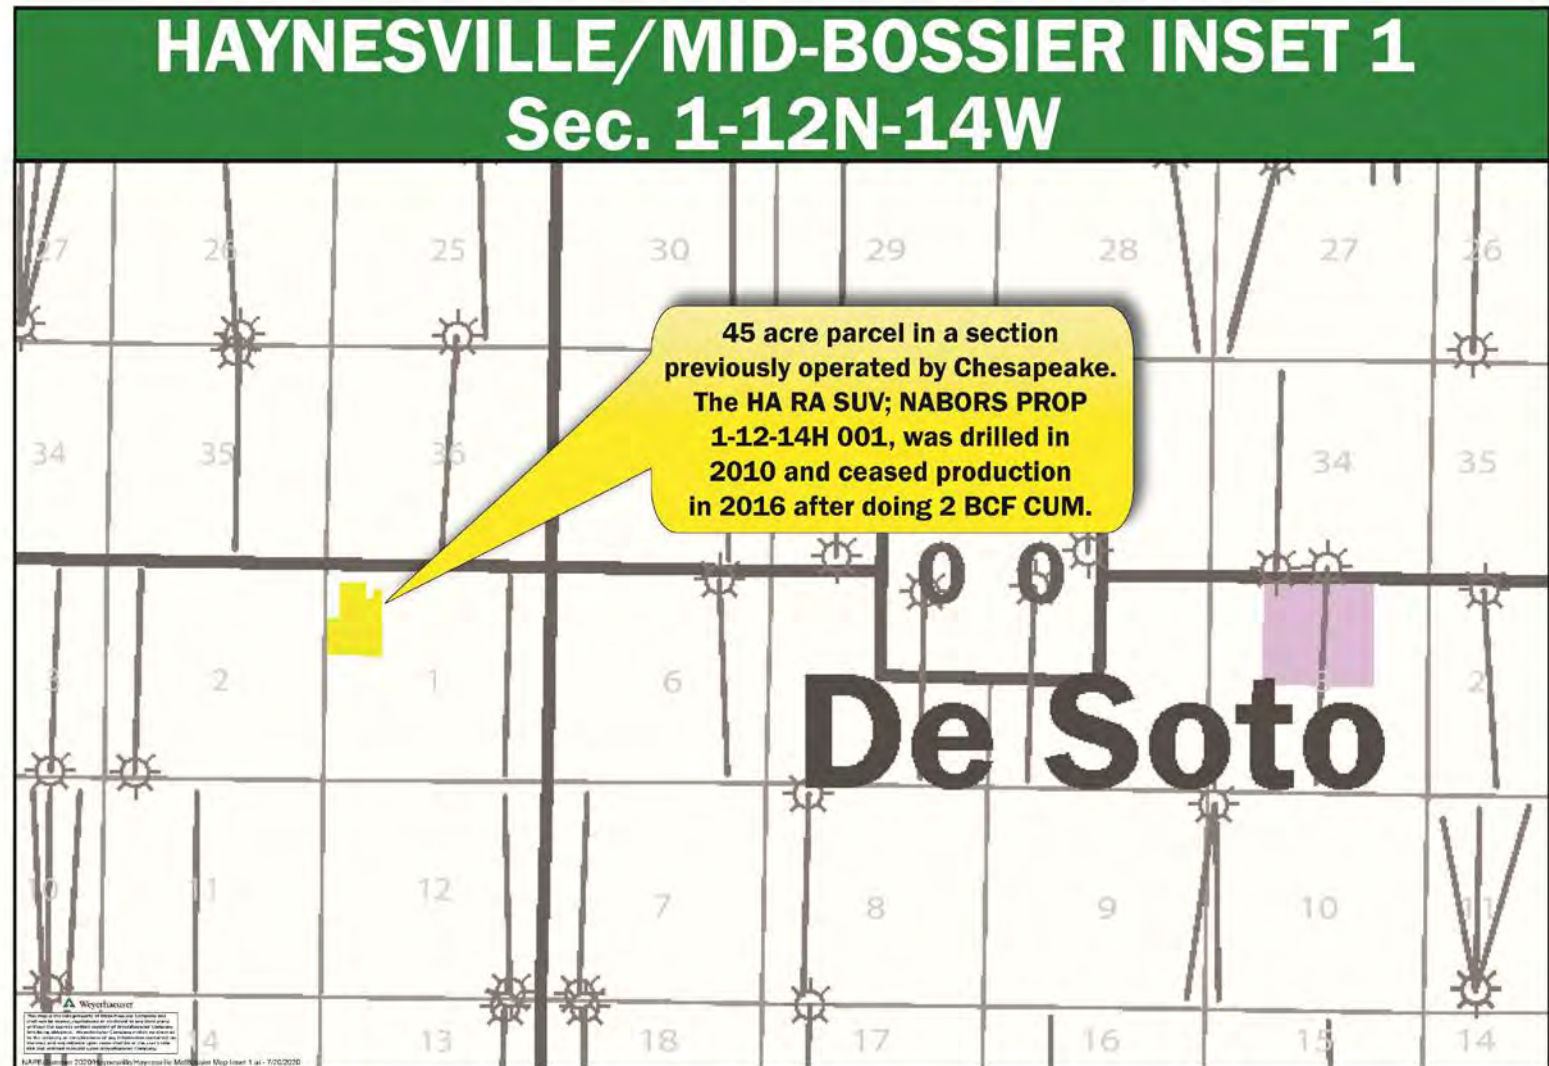 HAYNESVILLE/MID-BOSSIER INSET 1
Sec. 1-12N-14W
27 26 25 30 29 28 27 26
45 acre parcel in a section
previously operated by Chesapeake.
The HA RA SUV; NABORS PROP
1-12-14H 001, was drilled in
2010 and ceased production
in 2016 after doing 2 BCF CUM.
34 35 36 34 35
0 0
3 2 1 6 2
De Soto
10 11 12 7 8 9 10 11
Weyerhaeuser
14 13 18 17 16 15 14